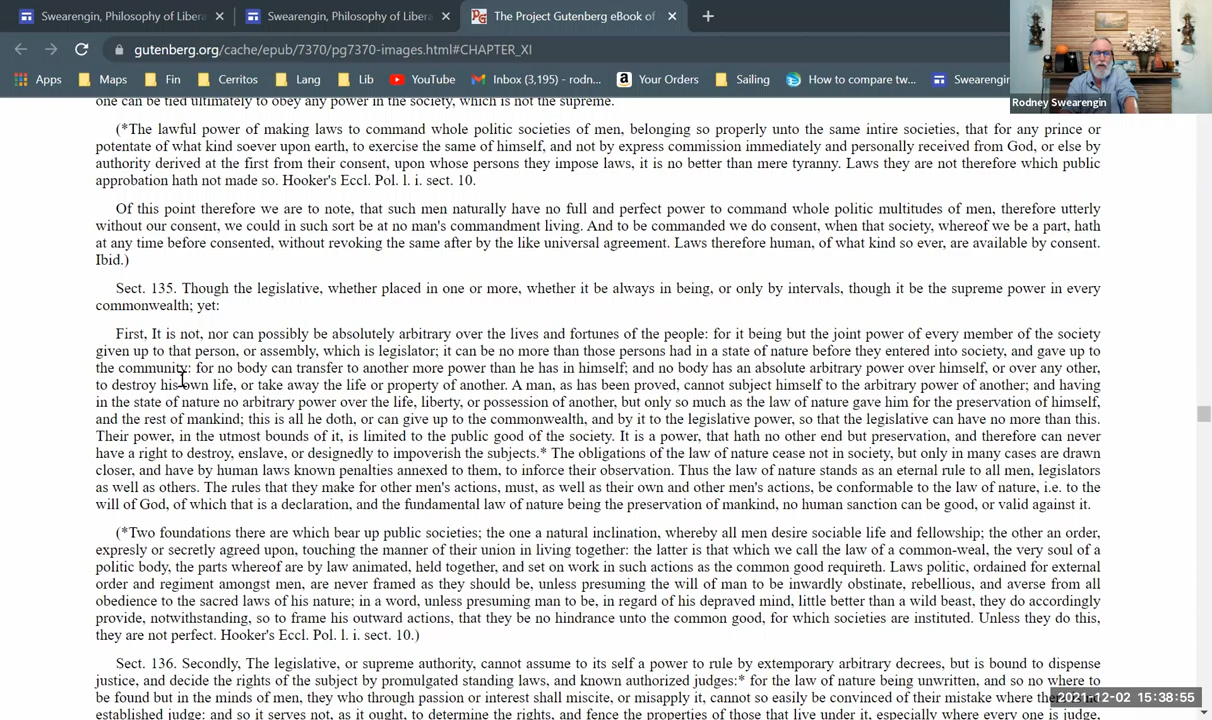 Swearengin, Philosophy of Libera
Swearengin, Philosophy of Libera
The Project Gutenberg eBook of
gutenberg.org/cache/epub/7370/pg7370-images.html#CHAPTER_XI
Apps Maps Fin Cerritos Lang Lib YouTube Inbox (3,195) - rodn... Your Orders Sailing How to compare tw... Swearengin
Rodney Swearengin
one can be tied ultimately to obey any power in the society, which is not the supreme.
(*The lawful power of making laws to command whole politic societies of men, belonging so properly unto the same intire societies, that for any prince or
potentate of what kind soever upon earth, to exercise the same of himself, and not by express commission immediately and personally received from God, or else by
authority derived at the first from their consent, upon whose persons they impose laws, it is no better than mere tyranny. Laws they are not therefore which public
approbation hath not made so. Hooker's Eccl. Pol. l. i. sect. 10.
Of this point therefore we are to note, that such men naturally have no full and perfect power to command whole politic multitudes of men, therefore utterly
without our consent, we could in such sort be at no man's commandment living. And to be commanded we do consent, when that society, whereof we be a part, hath
at any time before consented, without revoking the same after by the like universal agreement. Laws therefore human, of what kind so ever, are available by consent.
Ibid.)
Sect. 135. Though the legislative, whether placed in one or more, whether it be always in being, or only by intervals, though it be the supreme power in every
commonwealth; yet:
First, It is not, nor can possibly be absolutely arbitrary over the lives and fortunes of the people: for it being but the joint power of every member of the society
given up to that person, or assembly, which is legislator; it can be no more than those persons had in a state of nature before they entered into society, and gave up to
the community: for no body can transfer to another more power than he has in himself; and no body has an absolute arbitrary power over himself, or over any other,
to destroy his own life, or take away the life or property of another. A man, as has been proved, cannot subject himself to the arbitrary power of another; and having
in the state of nature no arbitrary power over the life, liberty, or possession of another, but only so much as the law of nature gave him for the preservation of himself,
and the rest of mankind; this is all he doth, or can give up to the commonwealth, and by it to the legislative power, so that the legislative can have no more than this.
Their power, in the utmost bounds of it, is limited to the public good of the society. It is a power, that hath no other end but preservation, and therefore can never
have a right to destroy, enslave, or designedly to impoverish the subjects.* The obligations of the law of nature cease not in society, but only in many cases are drawn
closer, and have by human laws known penalties annexed to them, to inforce their observation. Thus the law of nature stands as an eternal rule to all men, legislators
as well as others. The rules that they make for other men's actions, must, as well as their own and other men's actions, be conformable to the law of nature, i.e. to the
will of God, of which that is a declaration, and the fundamental law of nature being the preservation of mankind, no human sanction can be good, or valid against it.
(*Two foundations there are which bear up public societies; the one a natural inclination, whereby all men desire sociable life and fellowship; the other an order,
expresly or secretly agreed upon, touching the manner of their union in living together: the latter is that which we call the law of a common-weal, the very soul of a
politic body, the parts whereof are by law animated, held together, and set on work in such actions as the common good requireth. Laws politic, ordained for external
order and regiment amongst men, are never framed as they should be, unless presuming the will of man to be inwardly obstinate, rebellious, and averse from all
obedience to the sacred laws of his nature; in a word, unless presuming man to be, in regard of his depraved mind, little better than a wild beast, they do accordingly
provide, notwithstanding, so to frame his outward actions, that they be no hindrance unto the common good, for which societies are instituted. Unless they do this,
they are not perfect. Hooker's Eccl. Pol. l. i. sect. 10.)
Sect. 136. Secondly, The legislative, or supreme authority, cannot assume to its self a power to rule by extemporary arbitrary decrees, but is bound to dispense
justice, and decide the rights of the subject by promulgated standing laws, and known authorized judges:* for the law of nature being unwritten, and so no where to
be found but in the minds of men, they who through passion or interest shall miscite, or misapply it, cannot so easily be convinced of their mistake where
2021-12-02 15:38:55
established judge: and so it serves not, as it ought, to determine the rights, and fence the properties of those that live under it, especially where every one is judge,